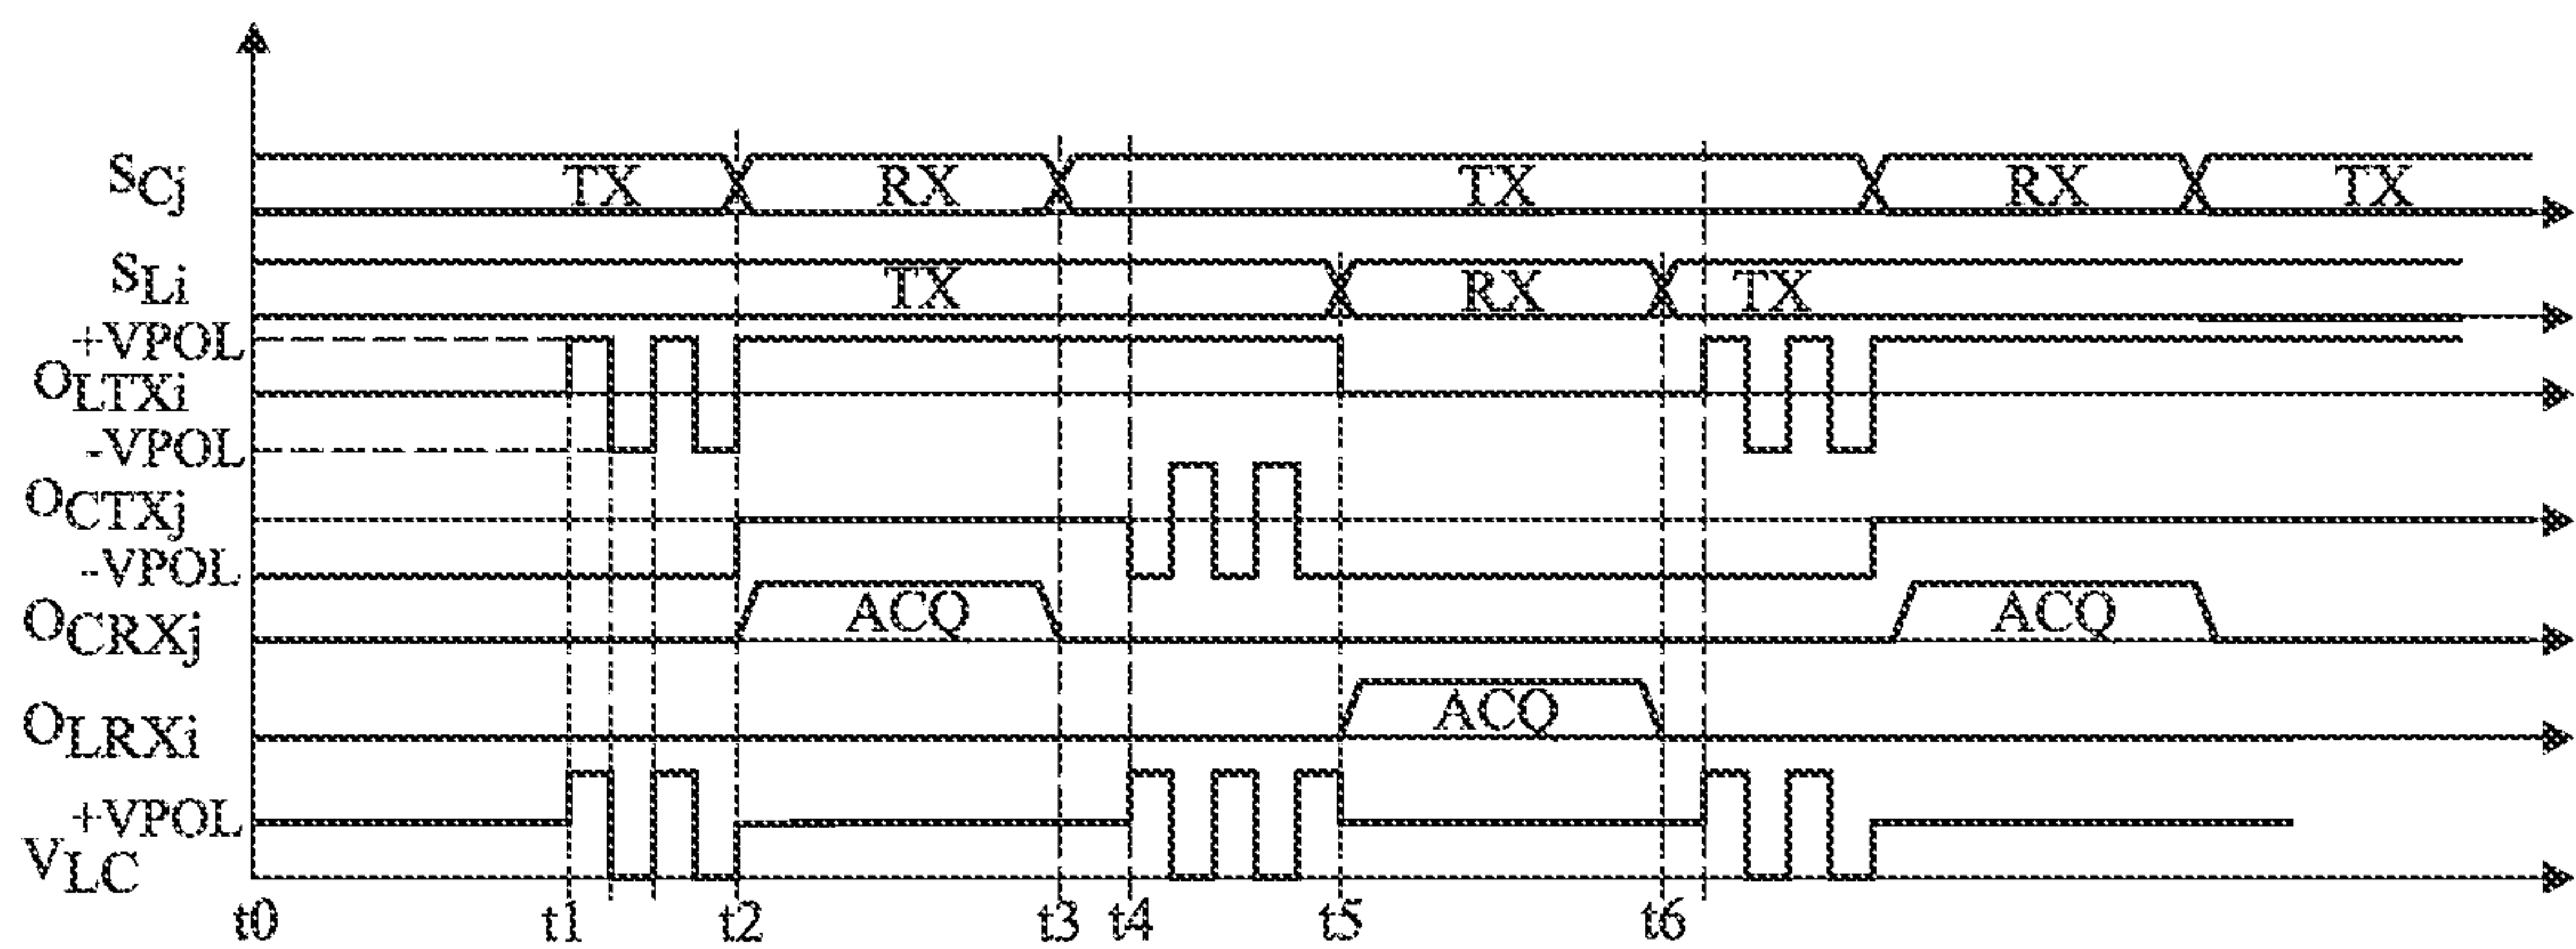 SCj TX RX TX RX TX
SLi TX RX TX
+VPOL
OLTXi
-VPOL
OCTXj
-VPOL
OCRXj ACQ ACQ
OLRXi ACQ
+VPOL
VLC
t0 t1 t2 t3 t4 t5 t6